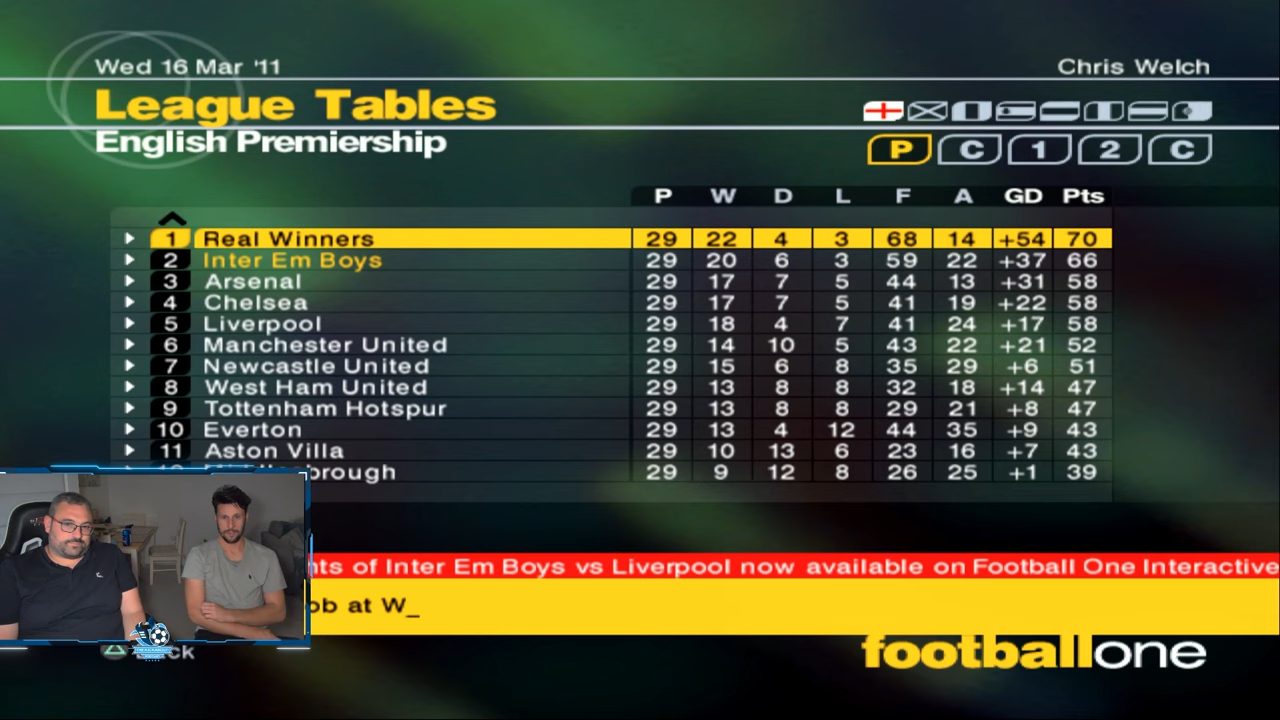 Wed 16 Mar '11
Chris Welch
League Tables
English Premiership
P C 1 2 C
P W D L F A GD Pts
1 Real Winners 29 22 4 3 68 14 +54 70
2 Inter Em Boys 29 20 6 3 59 22 +37 66
3 Arsenal 29 17 7 5 44 13 +31 58
4 Chelsea 29 17 7 5 41 19 +22 58
5 Liverpool 29 18 4 7 41 24 +17 58
6 Manchester United 29 14 10 5 43 22 +21 52
7 Newcastle United 29 15 6 8 35 29 +6 51
8 West Ham United 29 13 8 8 32 18 +14 47
9 Tottenham Hotspur 29 13 8 8 29 21 +8 47
10 Everton 29 13 4 12 44 35 +9 43
11 Aston Villa 29 10 13 6 23 16 +7 43
brough 29 9 12 8 26 25 +1 39
nts of Inter Em Boys vs Liverpool now available on Football One Interactive
ob at W_
ck
footballone